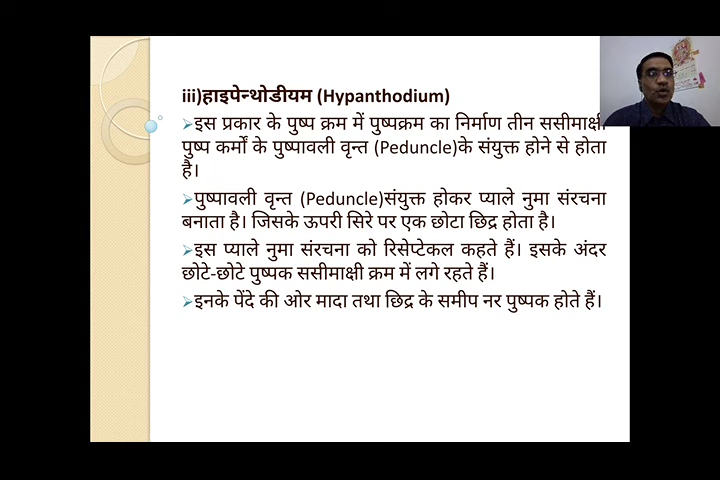 iii)हाइपेन्थोडीयम (Hypanthodium)
➢इस प्रकार के पुष्प क्रम में पुष्पक्रम का निर्माण तीन ससीमाक्षी
पुष्प कर्मों के पुष्पावली वृन्त (Peduncle)के संयुक्त होने से होता
है।
➢पुष्पावली वृन्त (Peduncle)संयुक्त होकर प्याले नुमा संरचना
बनाता है। जिसके ऊपरी सिरे पर एक छोटा छिद्र होता है।
➢इस प्याले नुमा संरचना को रिसेप्टेकल कहते हैं। इसके अंदर
छोटे-छोटे पुष्पक ससीमाक्षी क्रम में लगे रहते हैं।
➢इनके पेंदे की ओर मादा तथा छिद्र के समीप नर पुष्पक होते हैं।